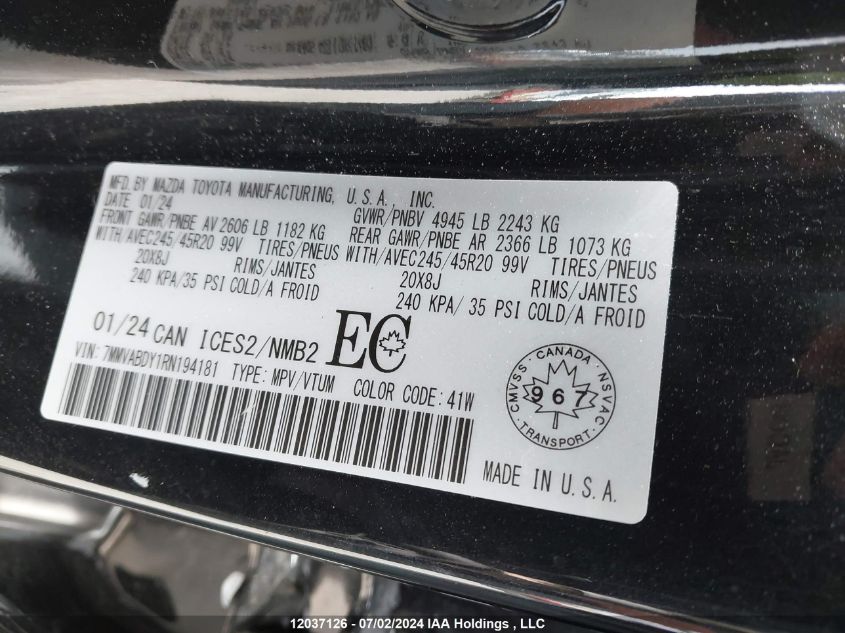 MFD. BY MAZDA TOYOTA MANUFACTURING, U.S.A., INC.
DATE 01/24 GVWR/PNBV 4945 LB 2243 KG
FRONT GAWR/PNBE AV 2606 LB 1182 KG REAR GAWR/PNBE AR 2366 LB 1073 KG
WITH/AVEC245/45R20 99V TIRES/PNEUS WITH/AVEC245/45R20 99V TIRES/PNEUS
20X8J RIMS/JANTES 20X8J RIMS/JANTES
240 KPA/35 PSI COLD/A FROID 240 KPA/ 35 PSI COLD/A FROID
01/24 CAN ICES2/NMB2 EC
VIN: 7MMVABDY1RN194181 TYPE: MPV/VTUM COLOR CODE: 41W
CANADA
CMVSS NSVAC
967
TRANSPORT
MADE IN U.S.A.
12037126 - 07/02/2024 IAA Holdings , LLC